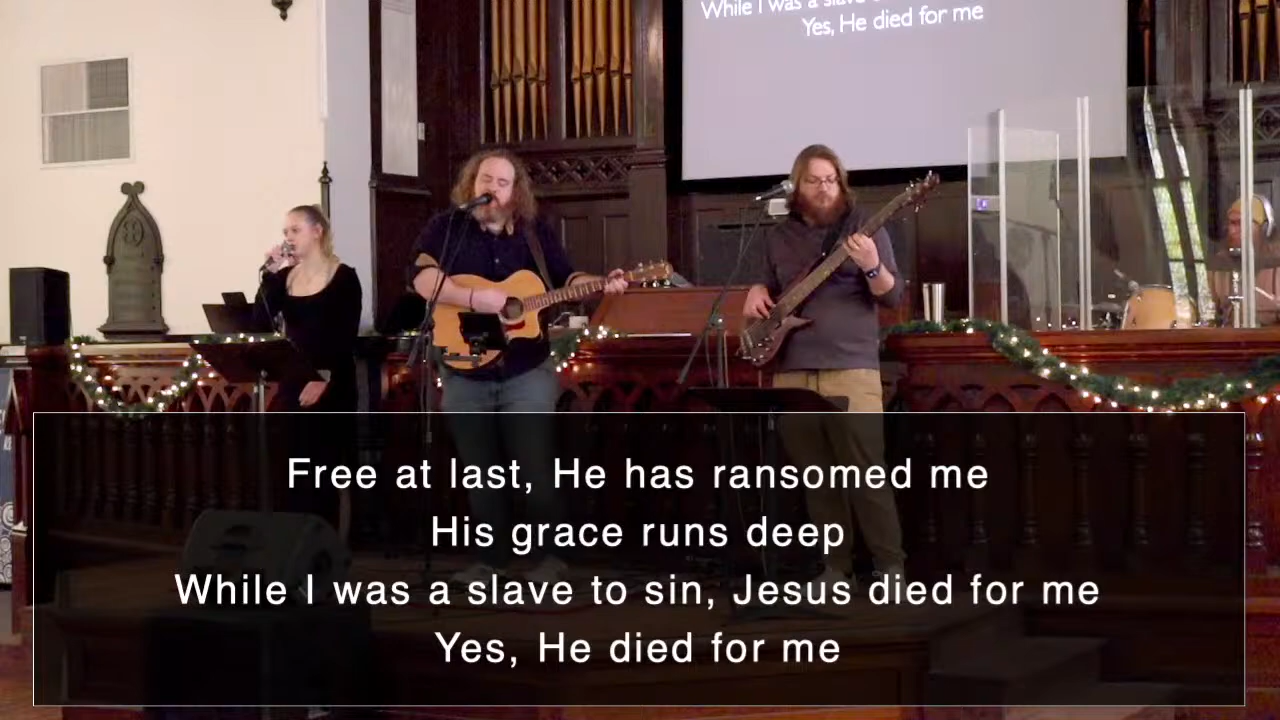 While I was a slave
Yes, He died for me
Free at last, He has ransomed me
His grace runs deep
While I was a slave to sin, Jesus died for me
Yes, He died for me